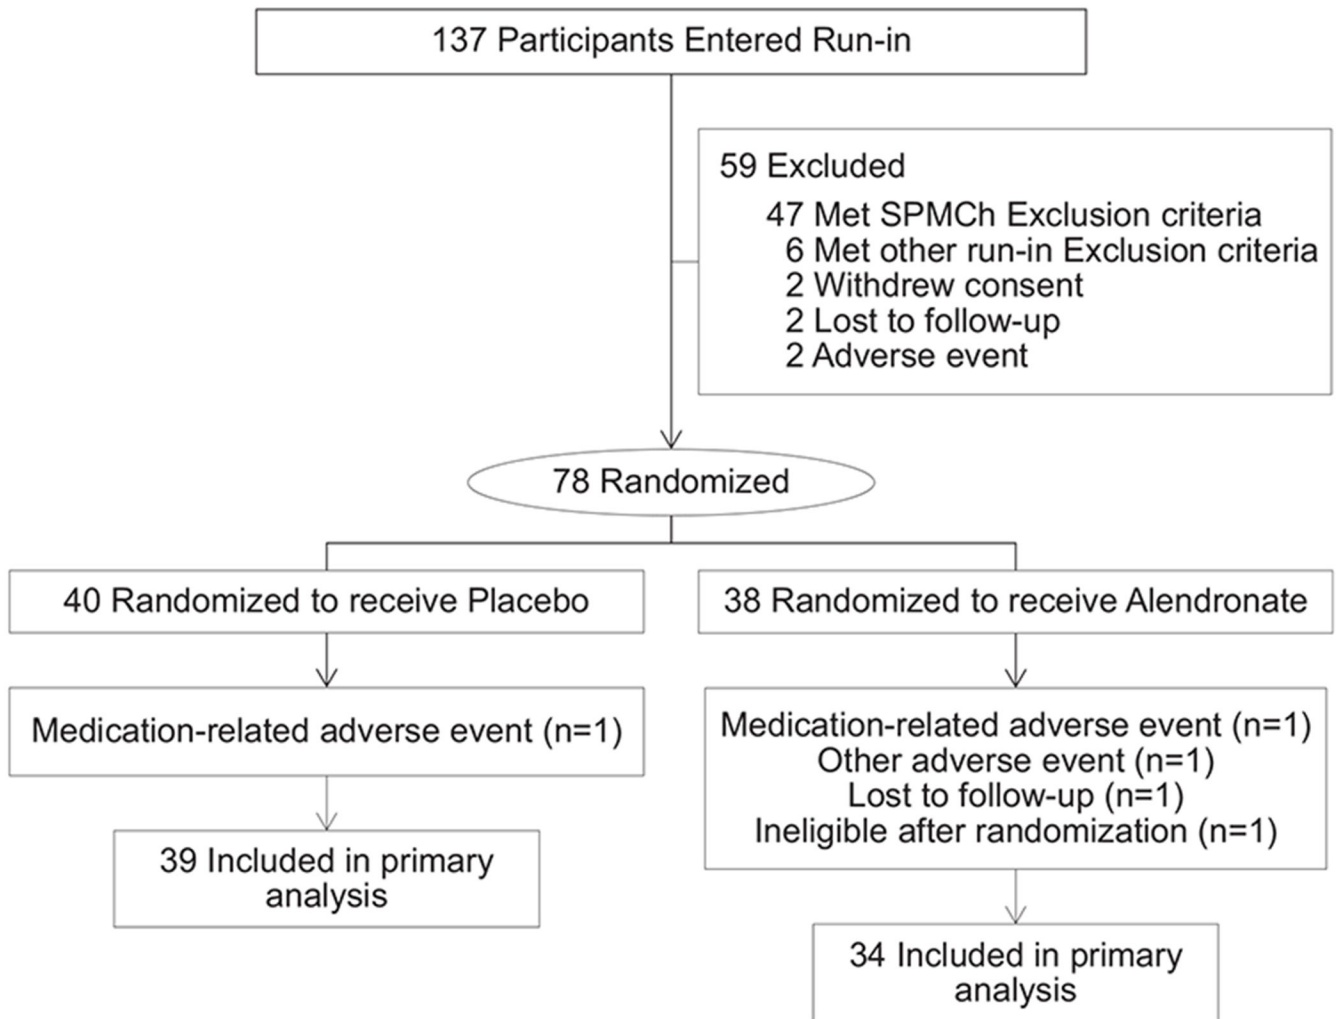 137 Participants Entered Run-in
59 Excluded
47 Met SPMCh Exclusion criteria
6 Met other run-in Exclusion criteria
2 Withdrew consent
2 Lost to follow-up
2 Adverse event
78 Randomized
40 Randomized to receive Placebo
38 Randomized to receive Alendronate
Medication-related adverse event (n=1)
Medication-related adverse event (n=1)
Other adverse event (n=1)
Lost to follow-up (n=1)
Ineligible after randomization (n=1)
39 Included in primary
analysis
34 Included in primary
analysis